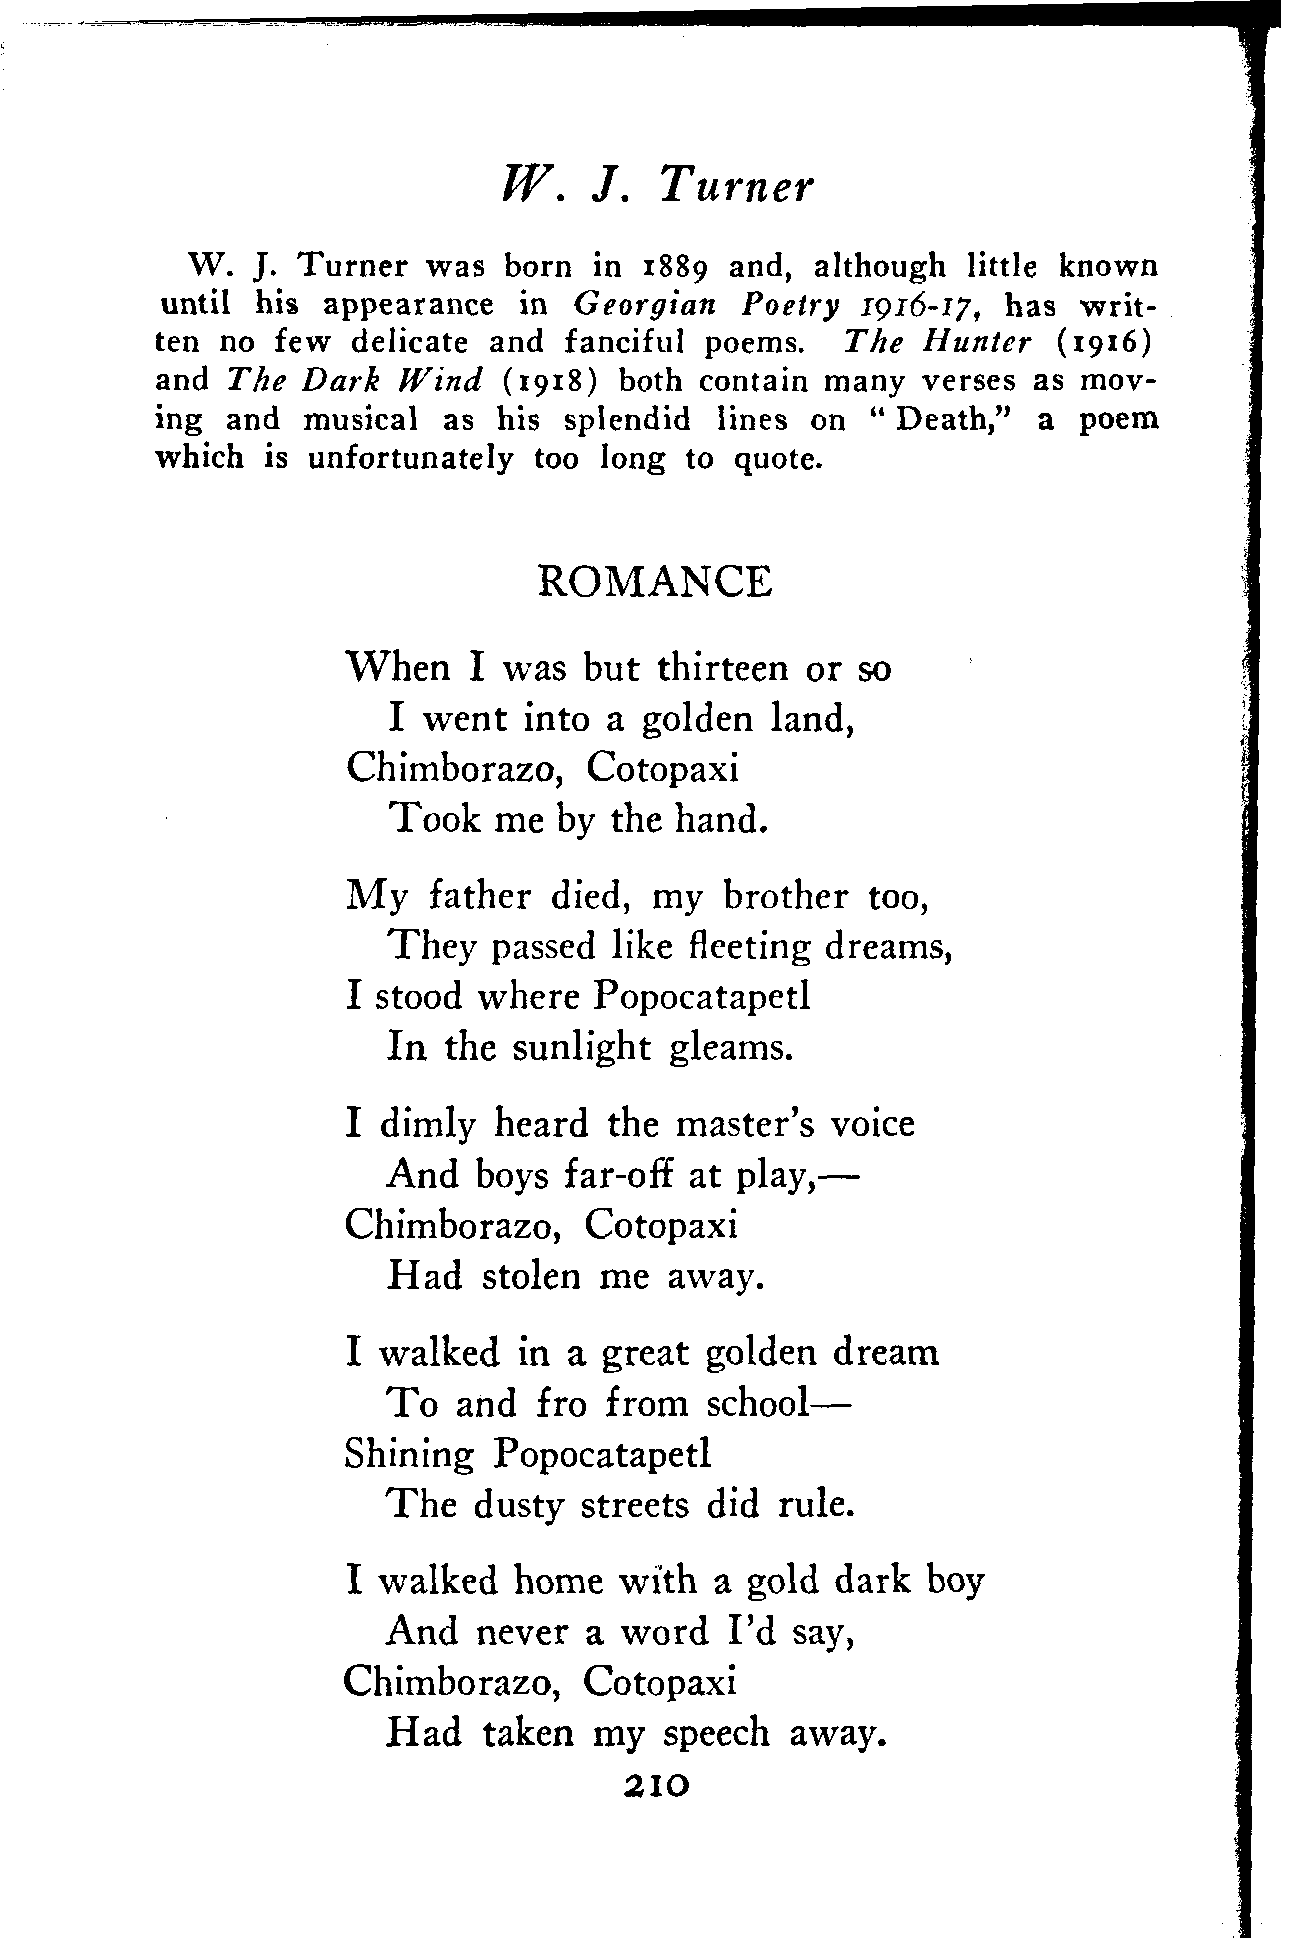 W. J. Turner
W. J. Turner was born in 1889 and, although little known
until his appearance in Georgian Poetry 1916-17, has writ-
ten no few delicate and fanciful poems. The Hunter (1916)
and The Dark Wind (1918) both contain many verses as mov-
ing and musical as his splendid lines on “Death,” a poem
which is unfortunately too long to quote.
ROMANCE
When I was but thirteen or so
I went into a golden land,
Chimborazo, Cotopaxi
Took me by the hand.
My father died, my brother too,
They passed like fleeting dreams,
I stood where Popocatapetl
In the sunlight gleams.
I dimly heard the master’s voice
And boys far-off at play,—
Chimborazo, Cotopaxi
Had stolen me away.
I walked in a great golden dream
To and fro from school—
Shining Popocatapetl
The dusty streets did rule.
I walked home with a gold dark boy
And never a word I’d say,
Chimborazo, Cotopaxi
Had taken my speech away.
210